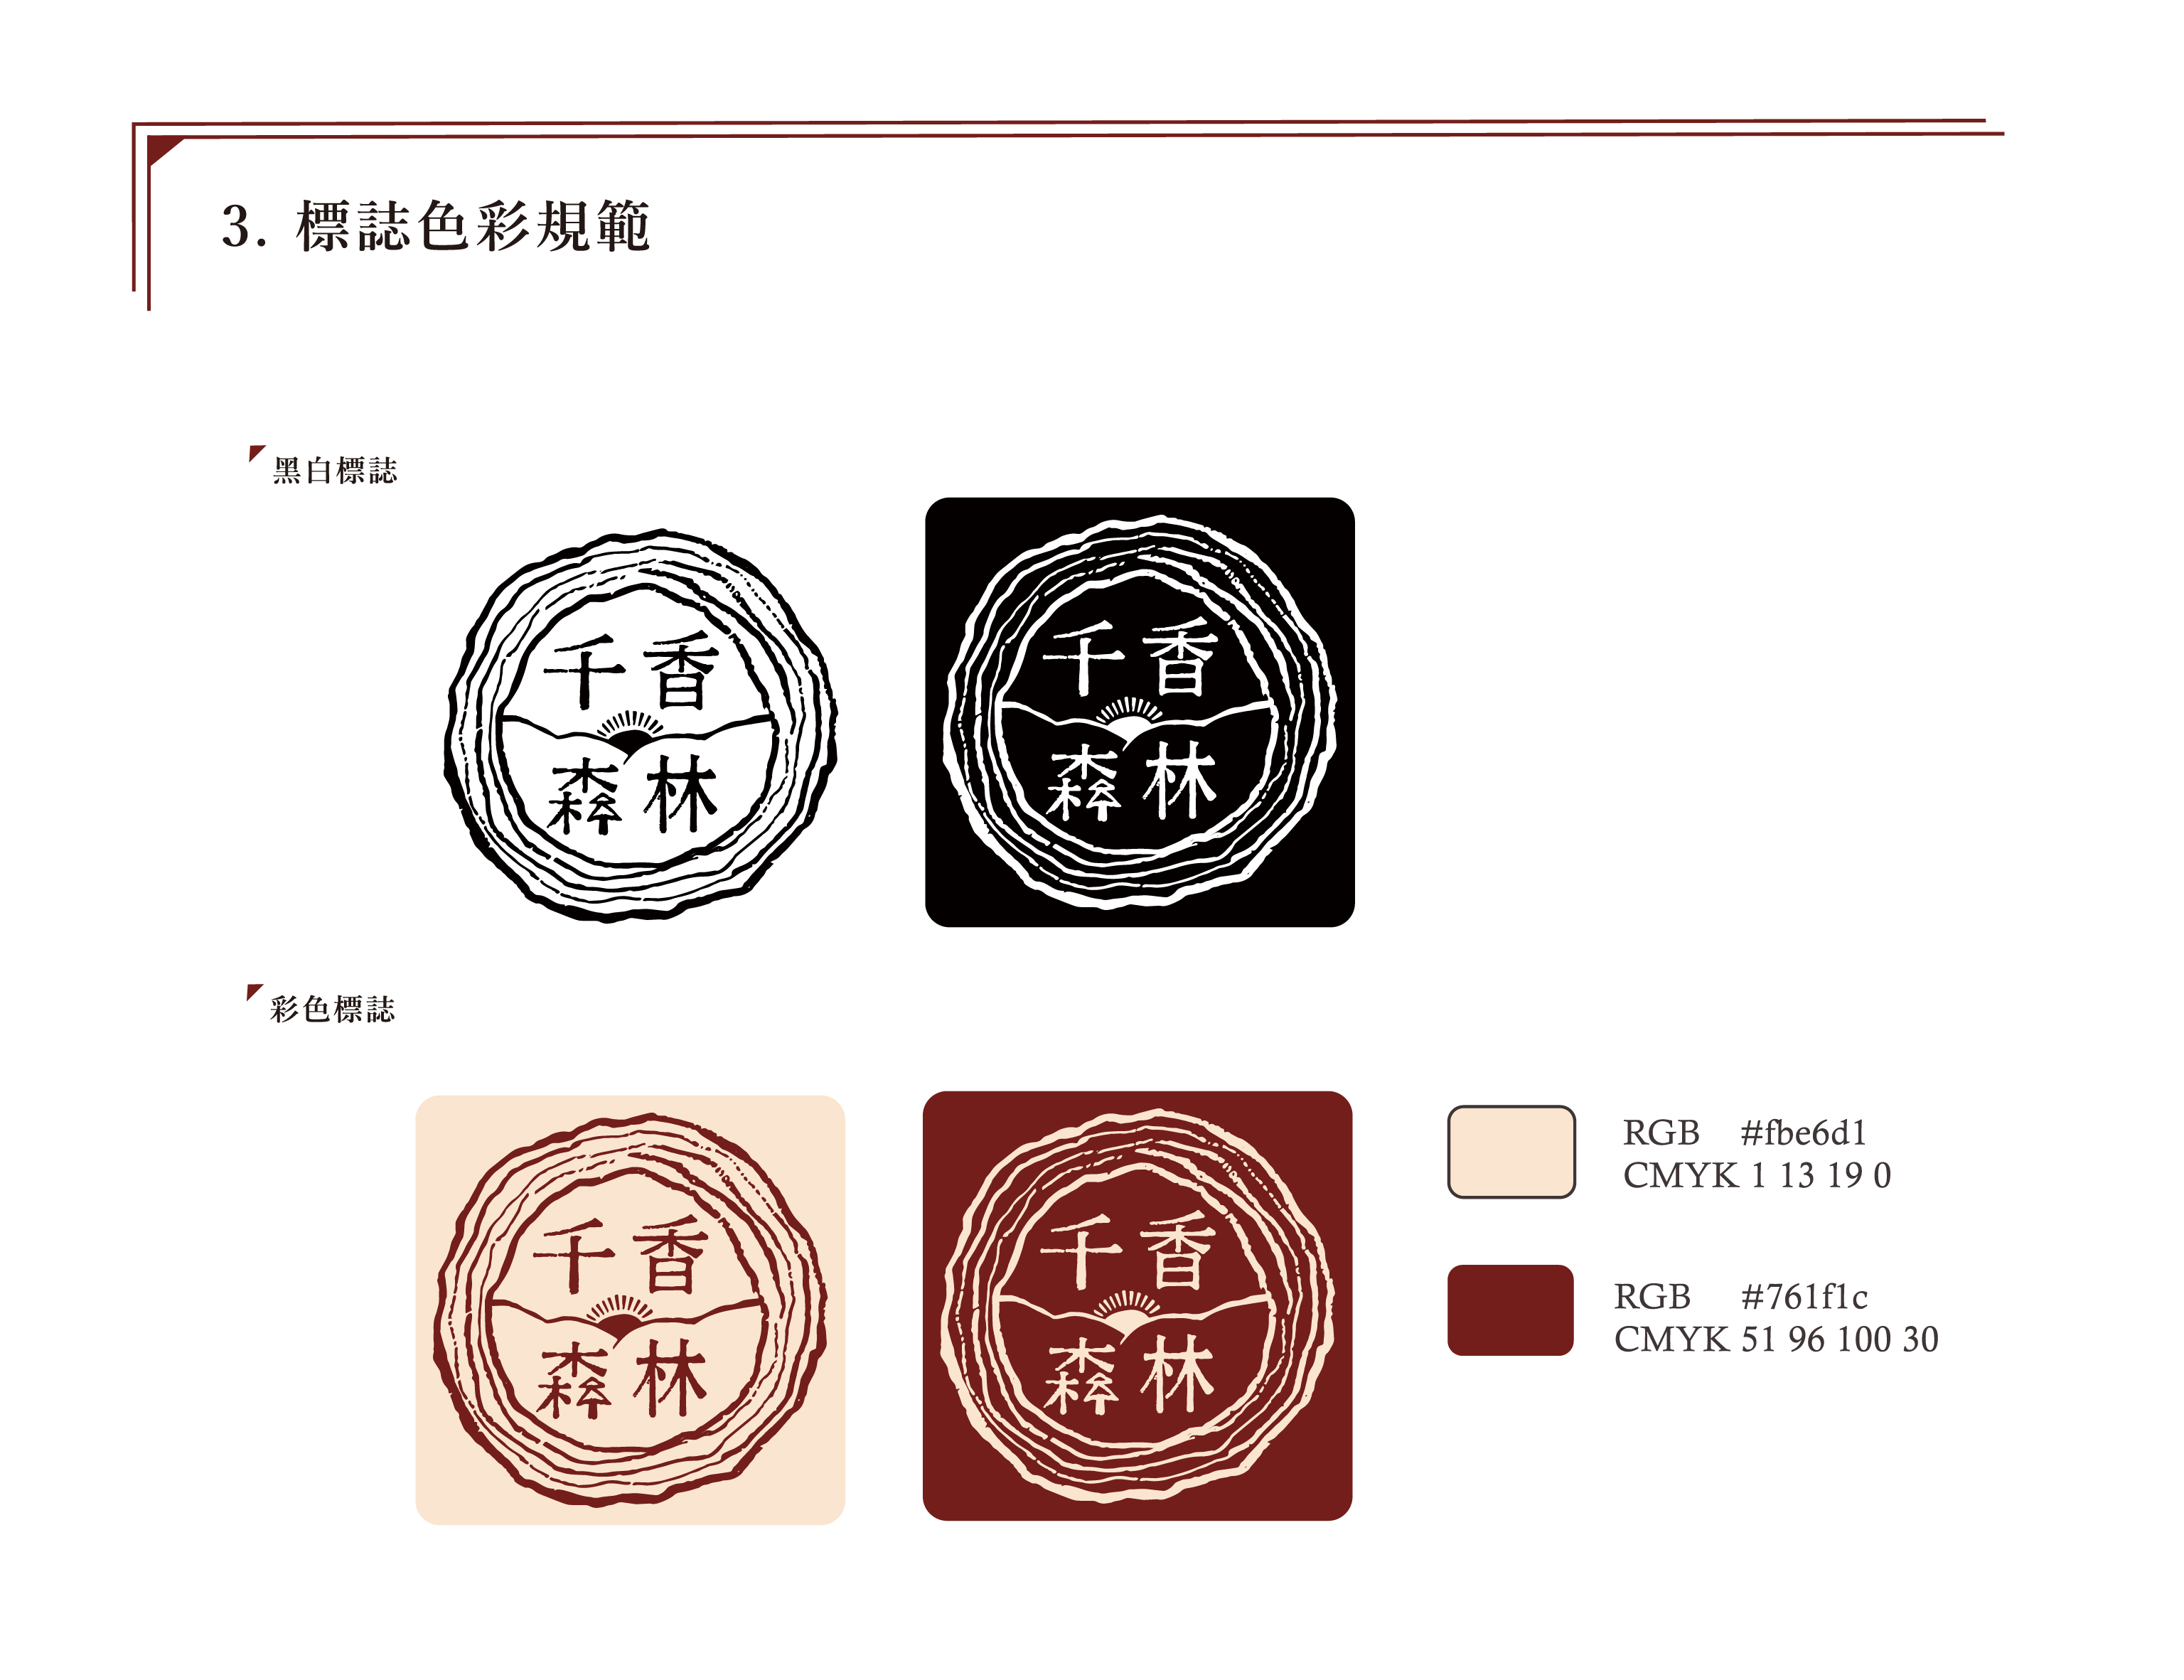 3. 標誌色彩規範
黑白標誌
千香
森林
千香
森林
彩色標誌
千香
森林
千香
森林
RGB #fbe6d1
CMYK 1 13 19 0
RGB #761f1c
CMYK 51 96 100 30